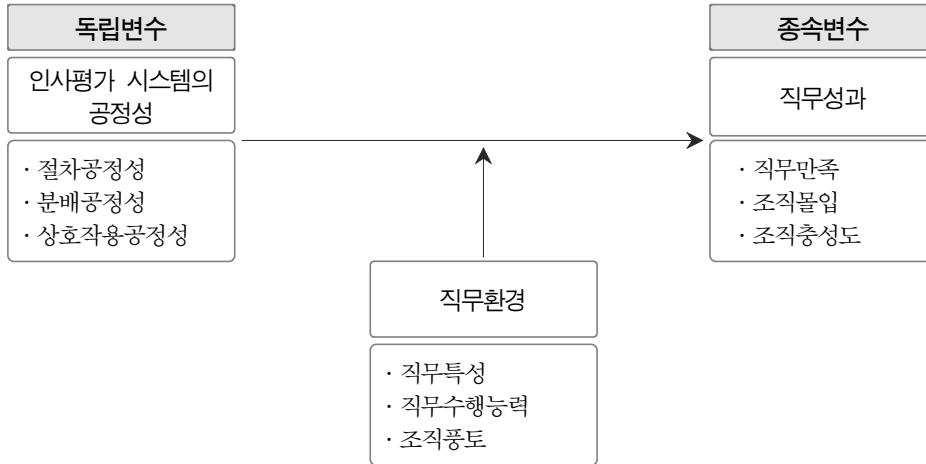 독립변수
인사평가 시스템의
공정성
· 절차공정성
· 분배공정성
· 상호작용공정성
종속변수
직무성과
· 직무만족
· 조직몰입
· 조직충성도
직무환경
· 직무특성
· 직무수행능력
· 조직풍토